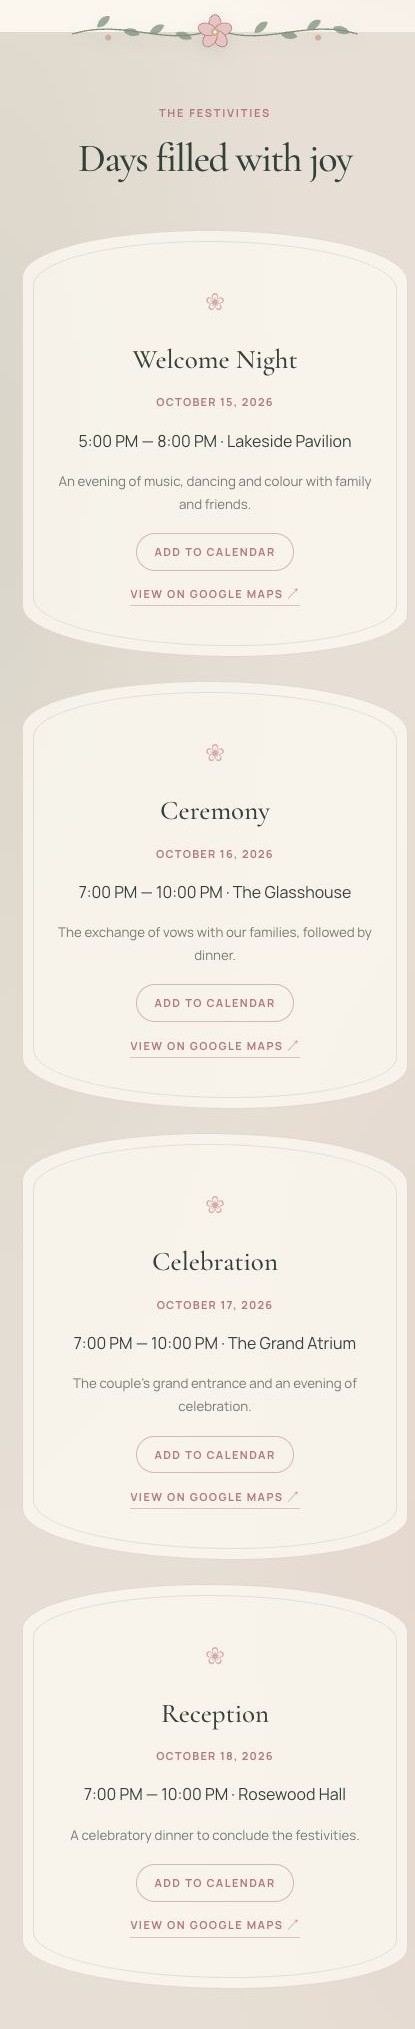 THE FESTIVITIES
Days filled with joy
Welcome Night
OCTOBER 15, 2026
5:00 PM — 8:00 PM · Lakeside Pavilion
An evening of music, dancing and colour with family
and friends.
ADD TO CALENDAR
VIEW ON GOOGLE MAPS ↗
Ceremony
OCTOBER 16, 2026
7:00 PM — 10:00 PM · The Glasshouse
The exchange of vows with our families, followed by
dinner.
ADD TO CALENDAR
VIEW ON GOOGLE MAPS ↗
Celebration
OCTOBER 17, 2026
7:00 PM — 10:00 PM · The Grand Atrium
The couple's grand entrance and an evening of
celebration.
ADD TO CALENDAR
VIEW ON GOOGLE MAPS ↗
Reception
OCTOBER 18, 2026
7:00 PM — 10:00 PM · Rosewood Hall
A celebratory dinner to conclude the festivities.
ADD TO CALENDAR
VIEW ON GOOGLE MAPS ↗